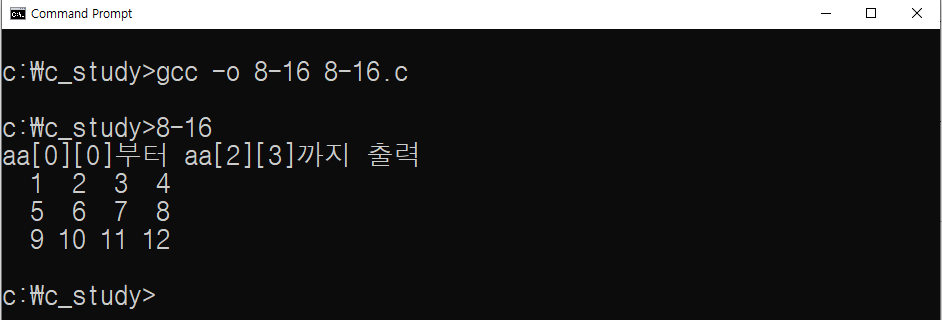 Command Prompt
c:₩c_study>gcc -o 8-16 8-16.c
c:₩c_study>8-16
aa[0][0]부터 aa[2][3]까지 출력
1 2 3 4
5 6 7 8
9 10 11 12
c:₩c_study>